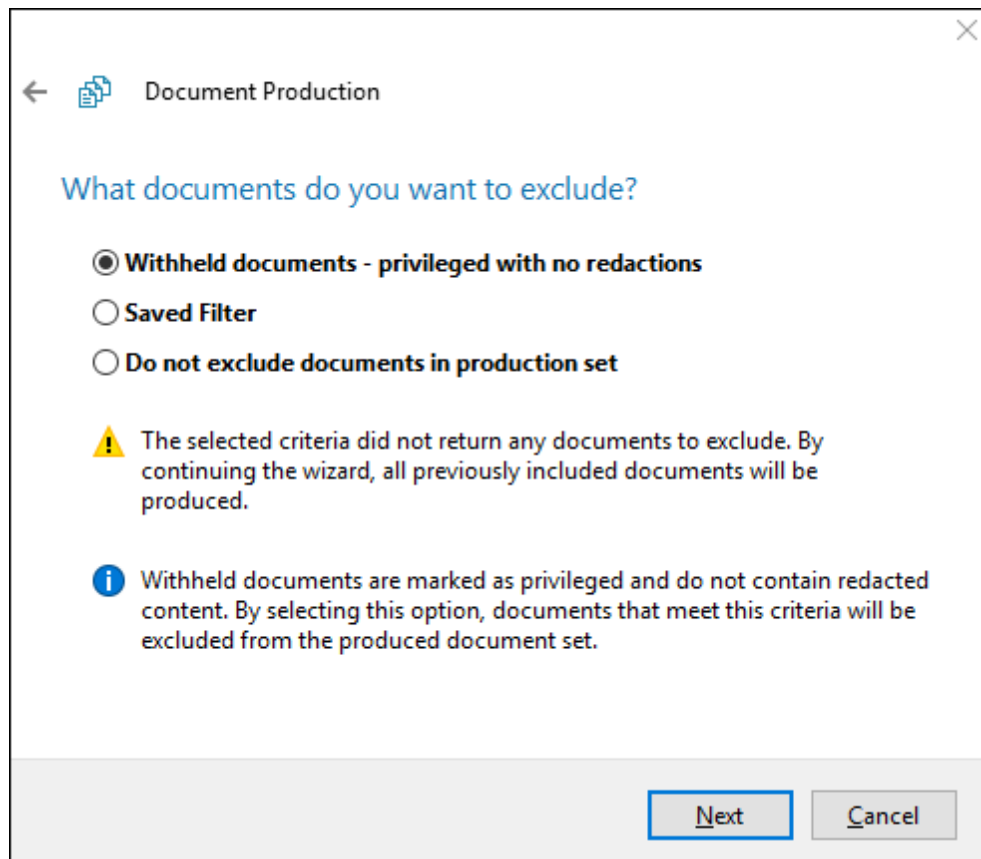 Document Production
What documents do you want to exclude?
Withheld documents - privileged with no redactions
Saved Filter
Do not exclude documents in production set
The selected criteria did not return any documents to exclude. By
continuing the wizard, all previously included documents will be
produced.
Withheld documents are marked as privileged and do not contain redacted
content. By selecting this option, documents that meet this criteria will be
excluded from the produced document set.
Next
Cancel